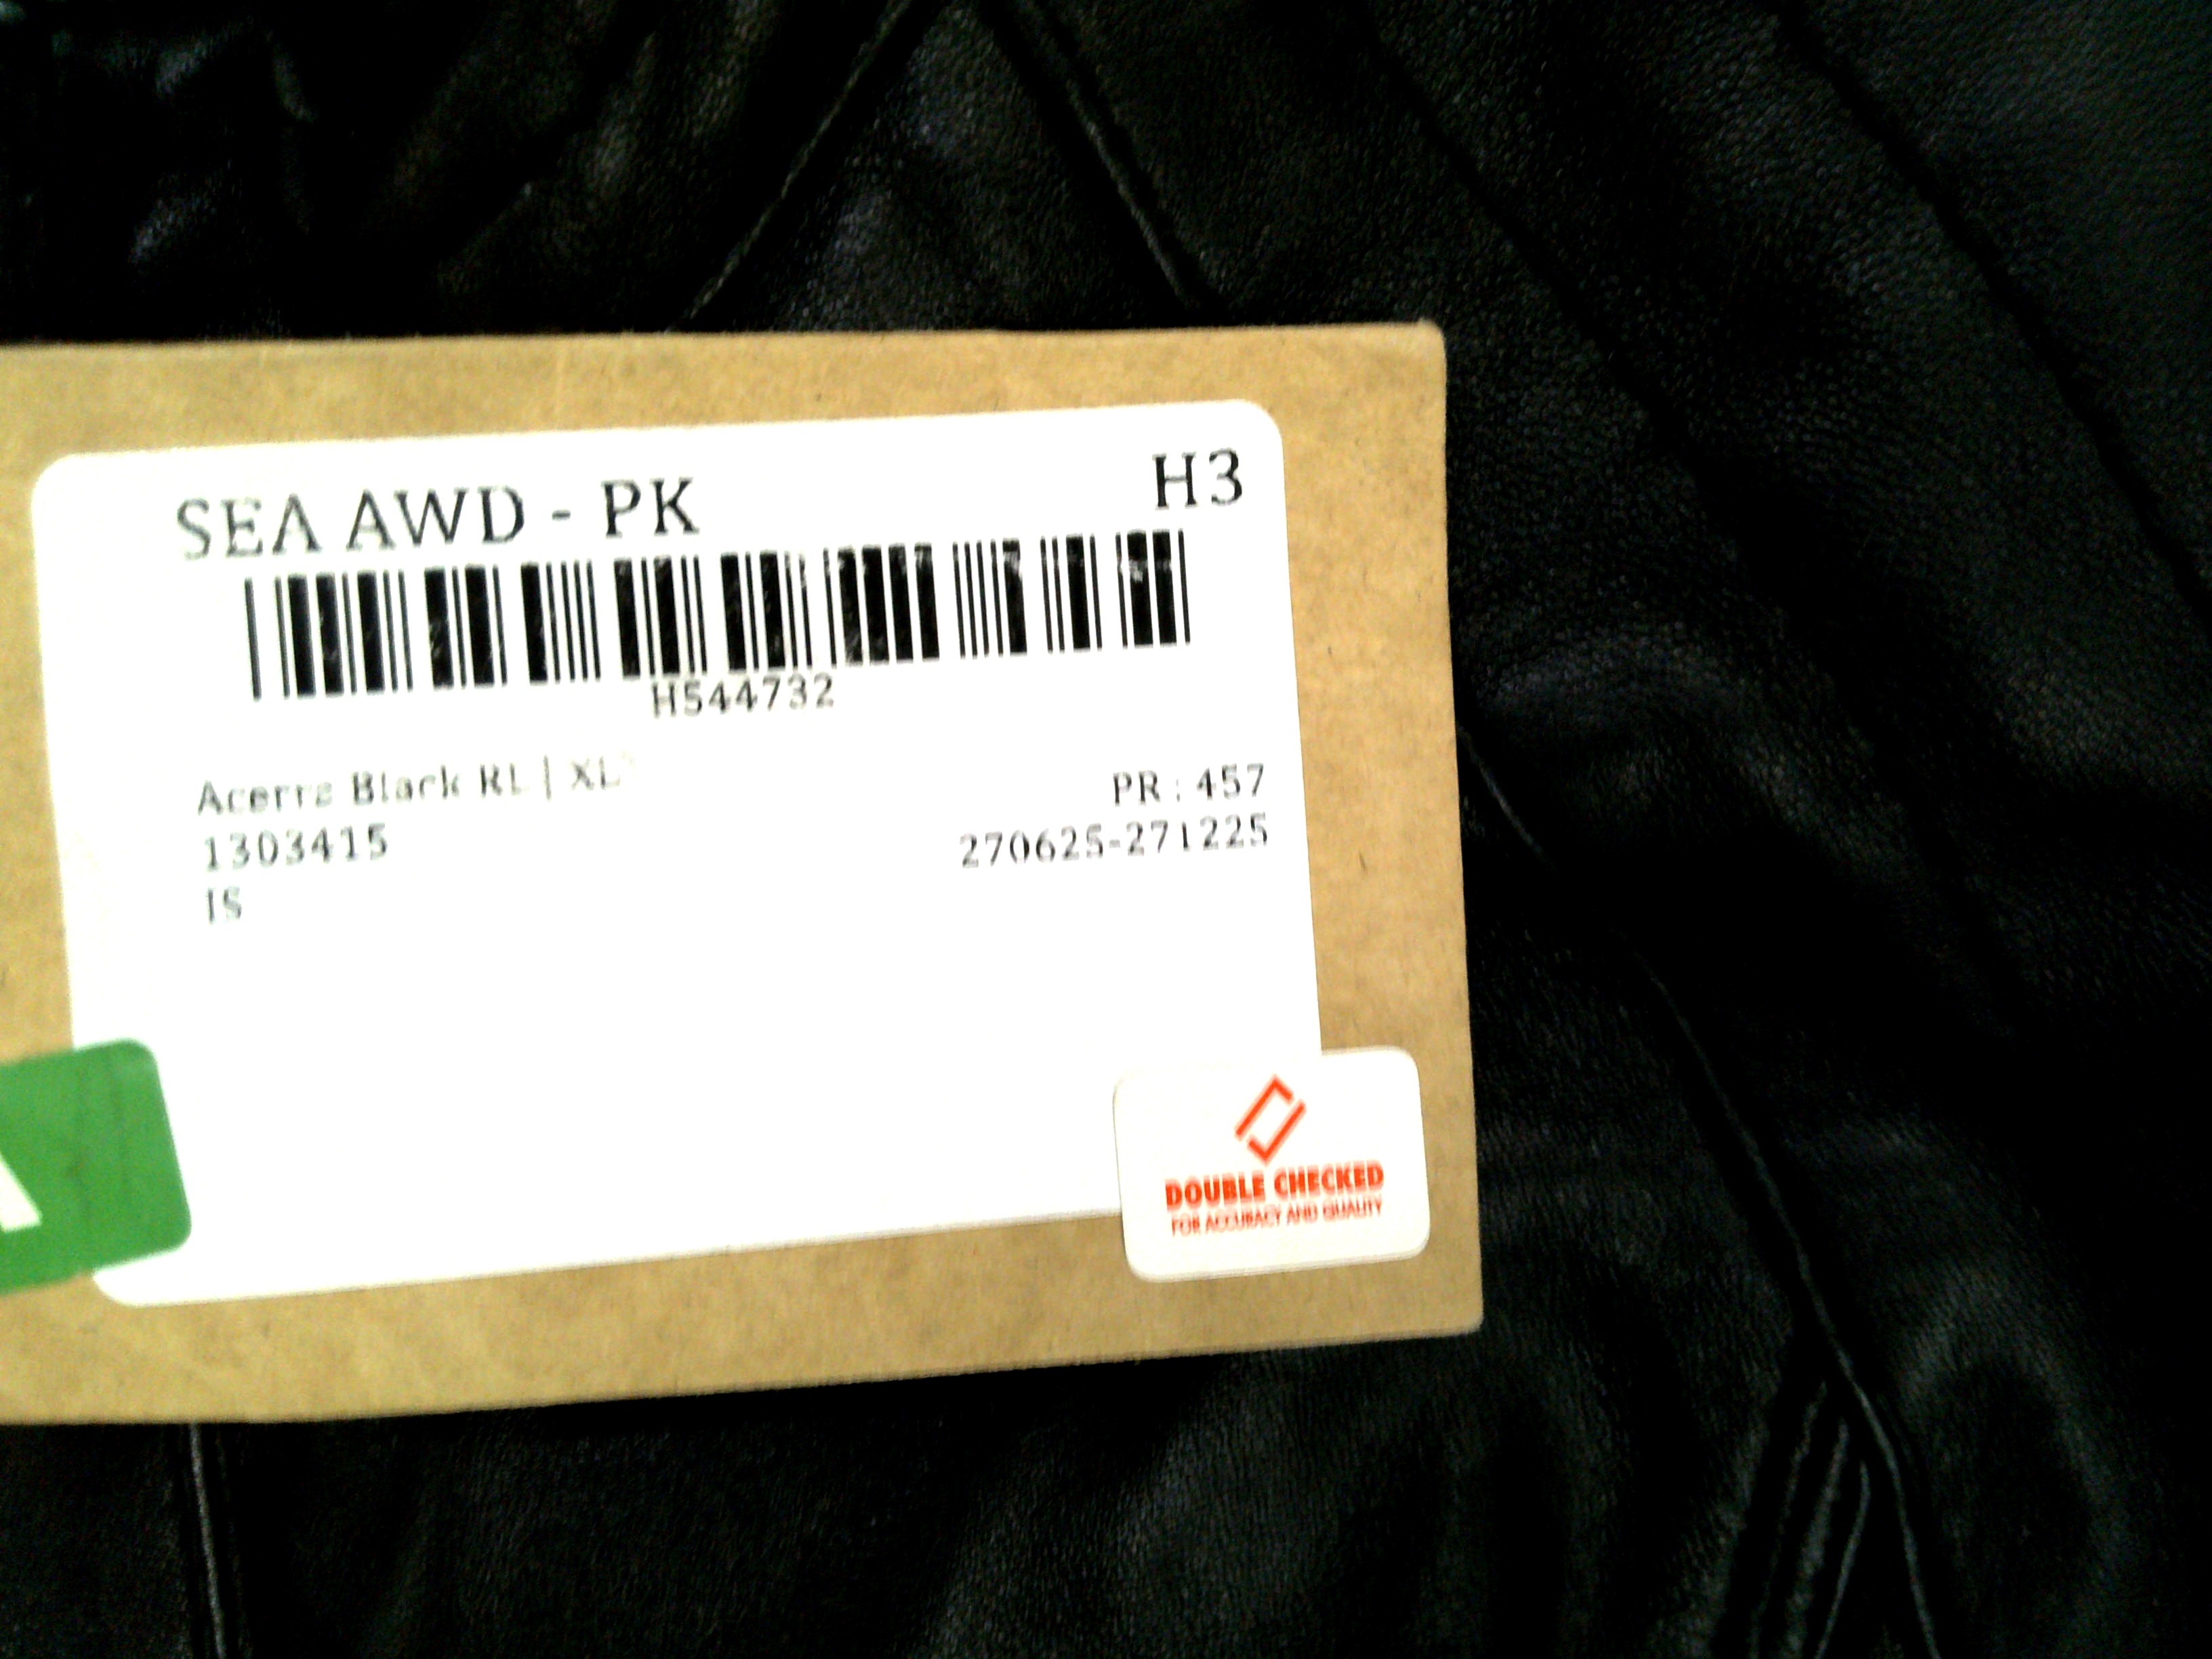 SEA AWD - PK
H3
H544732
Acerra Black RL | XL
PR : 457
1303415
270625-271225
IS
DOUBLE CHECKED
FOR ACCURACY AND QUALITY